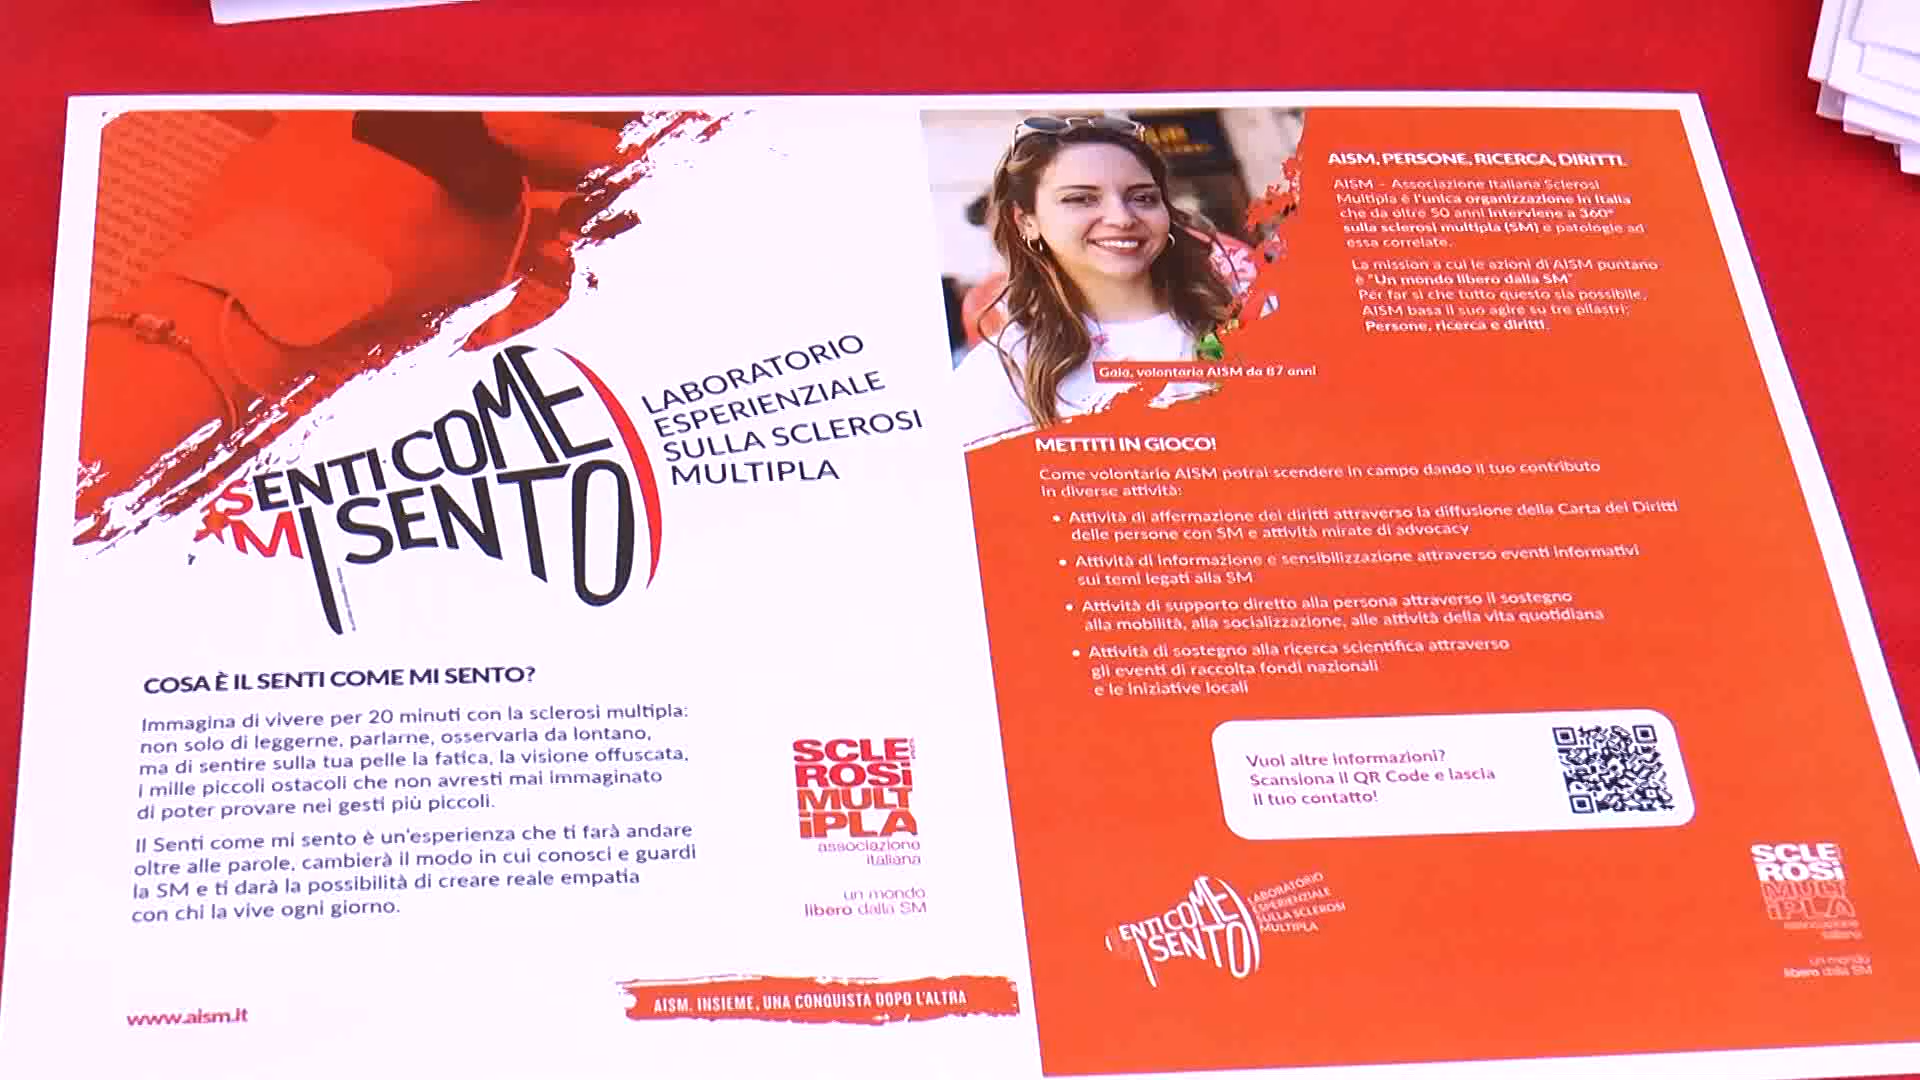 SENTI COME
MI SENTO
LABORATORIO
ESPERIENZIALE
SULLA SCLEROSI
MULTIPLA
COSA È IL SENTI COME MI SENTO?
Immagina di vivere per 20 minuti con la sclerosi multipla:
non solo di leggerne, parlarne, osservarla da lontano,
ma di sentire sulla tua pelle la fatica, la visione offuscata,
i mille piccoli ostacoli che non avresti mai immaginato
di poter provare nei gesti più piccoli.
Il Senti come mi sento è un'esperienza che ti farà andare
oltre alle parole, cambierà il modo in cui conosci e guardi
la SM e ti darà la possibilità di creare reale empatia
con chi la vive ogni giorno.
SCLE
ROSi
MULT
iPLA
associazione
italiana
un mondo
libero dalla SM
www.aism.it
AISM. INSIEME, UNA CONQUISTA DOPO L'ALTRA
Gaia, volontaria AISM da 87 anni
AISM, PERSONE, RICERCA, DIRITTI.
AISM – Associazione Italiana Sclerosi
Multipla è l'unica organizzazione in Italia
che da oltre 50 anni interviene a 360°
sulla sclerosi multipla (SM) e patologie ad
essa correlate.
La mission a cui le azioni di AISM puntano
è "Un mondo libero dalla SM"
Per far sì che tutto questo sia possibile,
AISM basa il suo agire su tre pilastri:
Persone, ricerca e diritti.
METTITI IN GIOCO!
Come volontario AISM potrai scendere in campo dando il tuo contributo
in diverse attività:
• Attività di affermazione dei diritti attraverso la diffusione della Carta dei Diritti
delle persone con SM e attività mirate di advocacy
• Attività di informazione e sensibilizzazione attraverso eventi informativi
sui temi legati alla SM
• Attività di supporto diretto alla persona attraverso il sostegno
alla mobilità, alla socializzazione, alle attività della vita quotidiana
• Attività di sostegno alla ricerca scientifica attraverso
gli eventi di raccolta fondi nazionali
e le iniziative locali
Vuoi altre informazioni?
Scansiona il QR Code e lascia
il tuo contatto!
ENTI COME
SENTO
LABORATORIO
ESPERIENZIALE
SULLA SCLEROSI
MULTIPLA
SCLE
ROSi
MULT
iPLA
associazione
italiana
un mondo
libero dalla SM